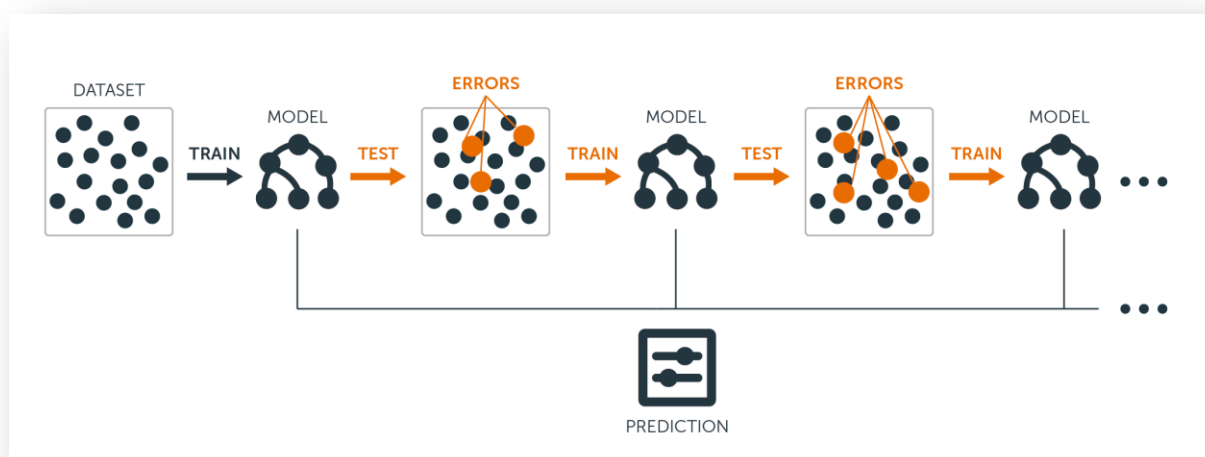 DATASET
ERRORS
ERRORS
MODEL
MODEL
MODEL
TRAIN
TEST
TRAIN
TEST
TRAIN
PREDICTION